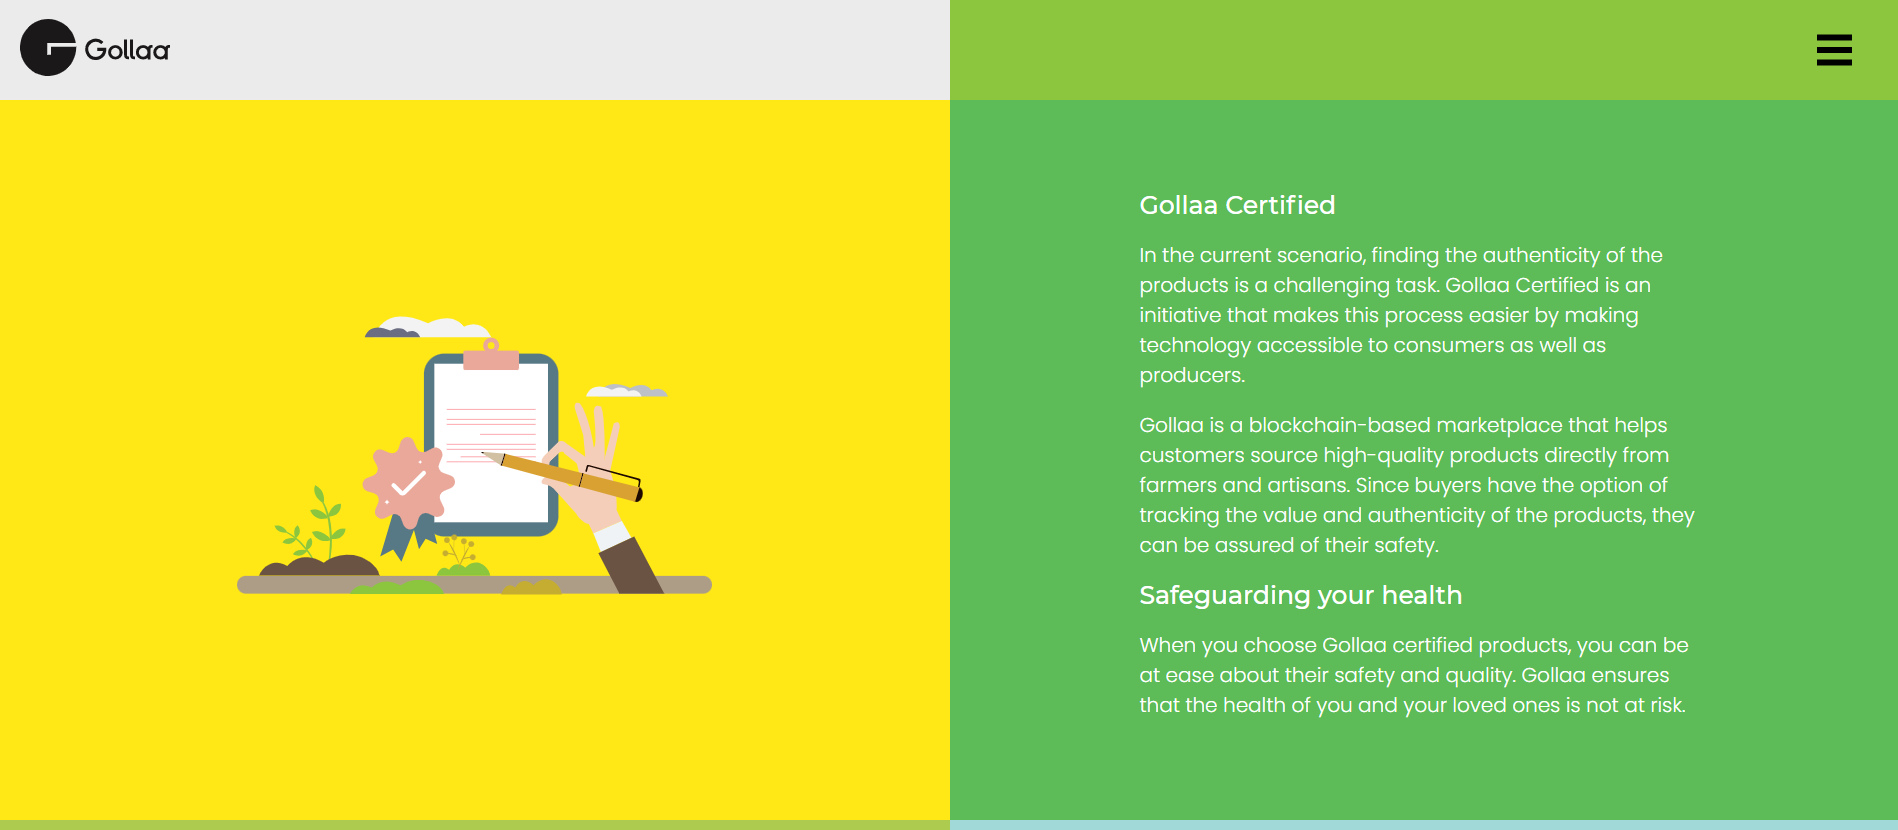 Gollaa
Gollaa Certified
In the current scenario, finding the authenticity of the
products is a challenging task. Gollaa Certified is an
initiative that makes this process easier by making
technology accessible to consumers as well as
producers.
Gollaa is a blockchain-based marketplace that helps
customers source high-quality products directly from
farmers and artisans. Since buyers have the option of
tracking the value and authenticity of the products, they
can be assured of their safety.
Safeguarding your health
When you choose Gollaa certified products, you can be
at ease about their safety and quality. Gollaa ensures
that the health of you and your loved ones is not at risk.